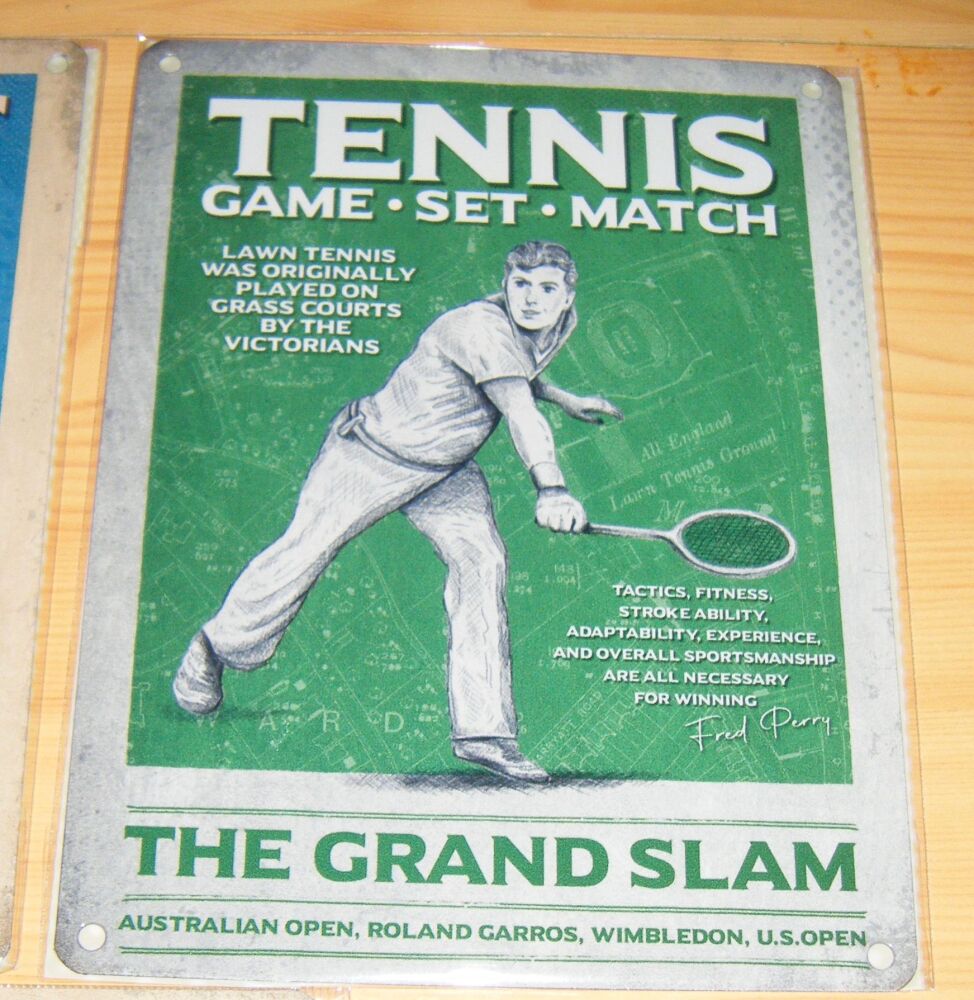 TENNIS
GAME • SET • MATCH
LAWN TENNIS
WAS ORIGINALLY
PLAYED ON
GRASS COURTS
BY THE
VICTORIANS
All England
Lawn Tennis Ground
TACTICS, FITNESS,
STROKE ABILITY,
ADAPTABILITY, EXPERIENCE,
AND OVERALL SPORTSMANSHIP
ARE ALL NECESSARY
FOR WINNING
Fred Perry
THE GRAND SLAM
AUSTRALIAN OPEN, ROLAND GARROS, WIMBLEDON, U.S.OPEN